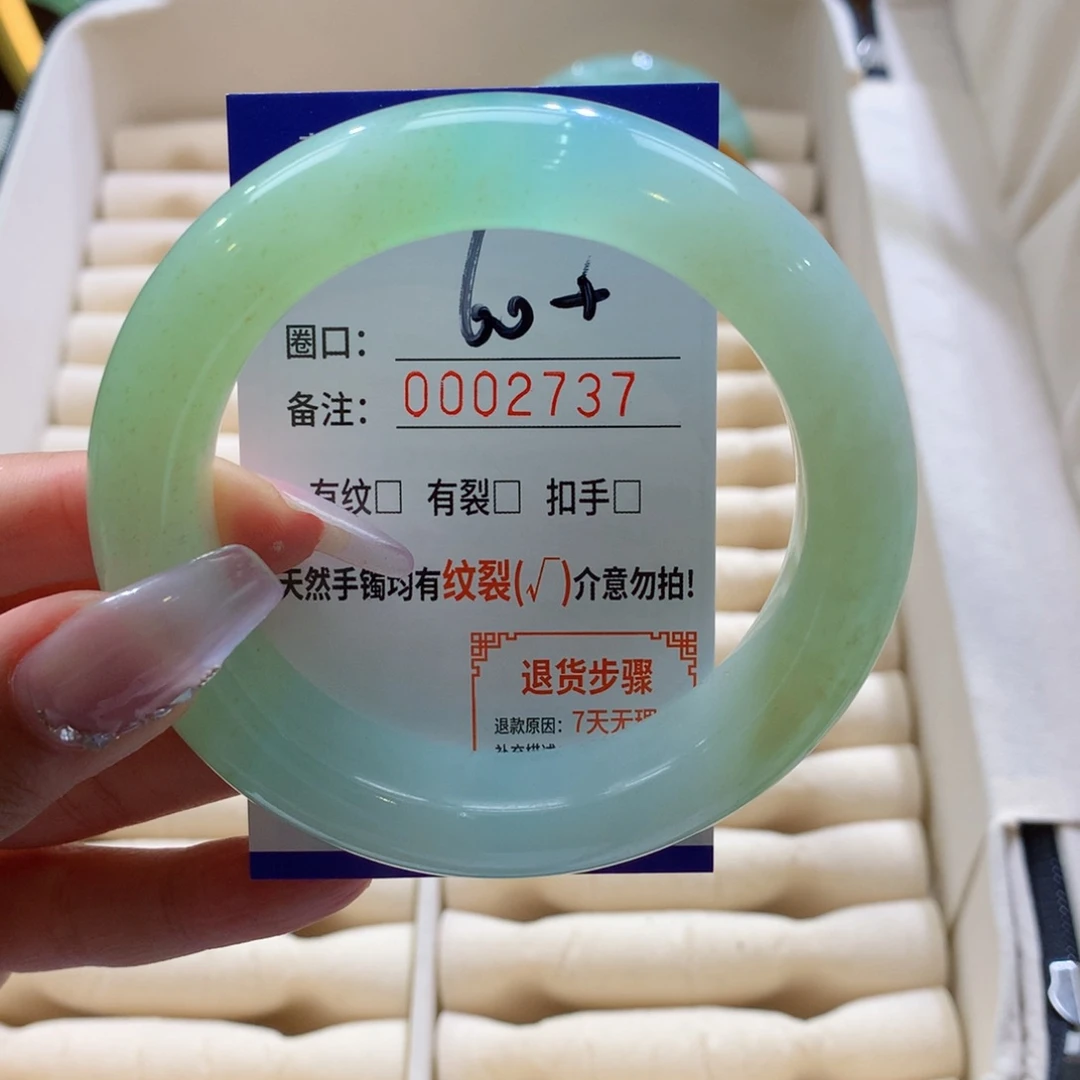 圈口：
备注：0002737
有纹□ 有裂□ 扣手□
天然手镯均有纹裂(√)介意勿拍!
退货步骤
退款原因：7天无理